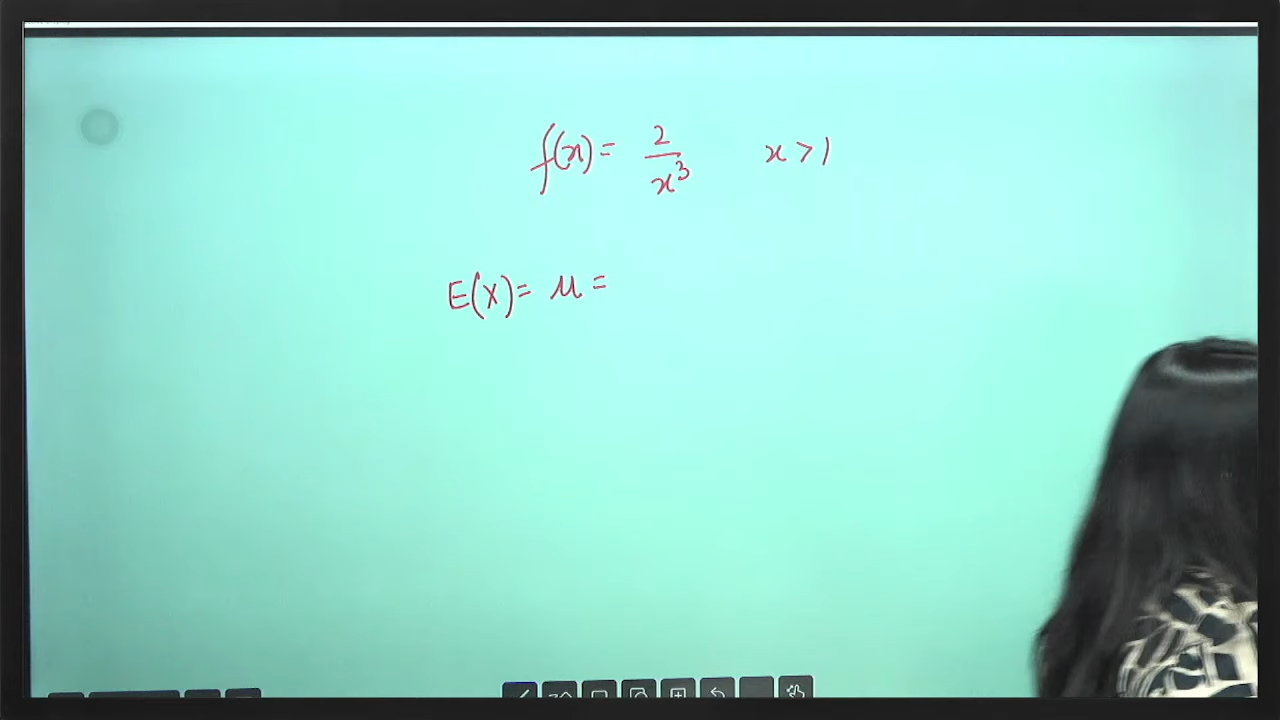 f(x) = 2/x³ x > 1
E(X) = μ =